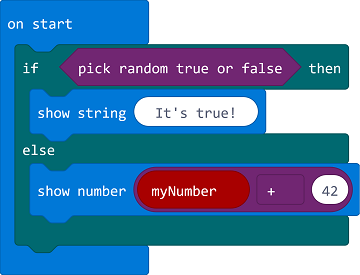 on start
if pick random true or false then
show string It's true!
else
show number myNumber + 42